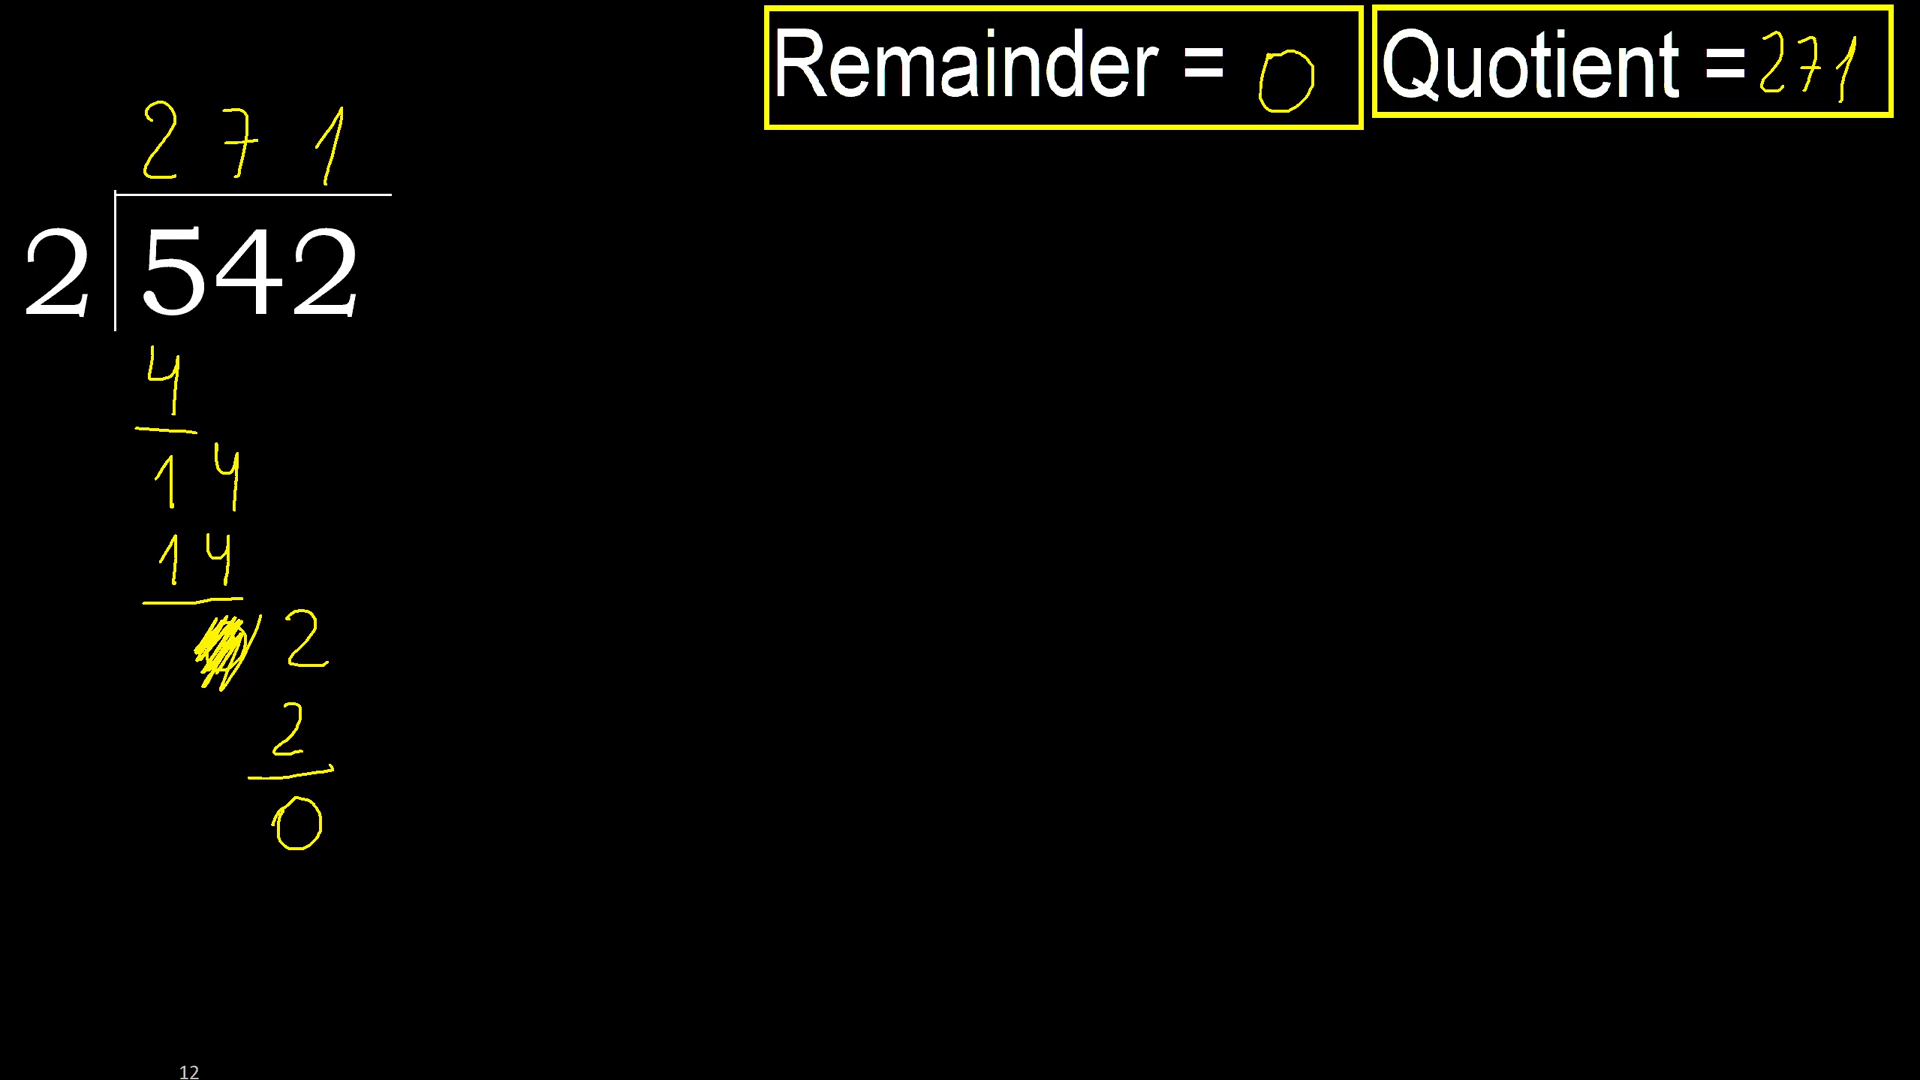 Remainder = 0
Quotient = 271
2 7 1
2 542
4
1 4
1 4
2
2
0
12